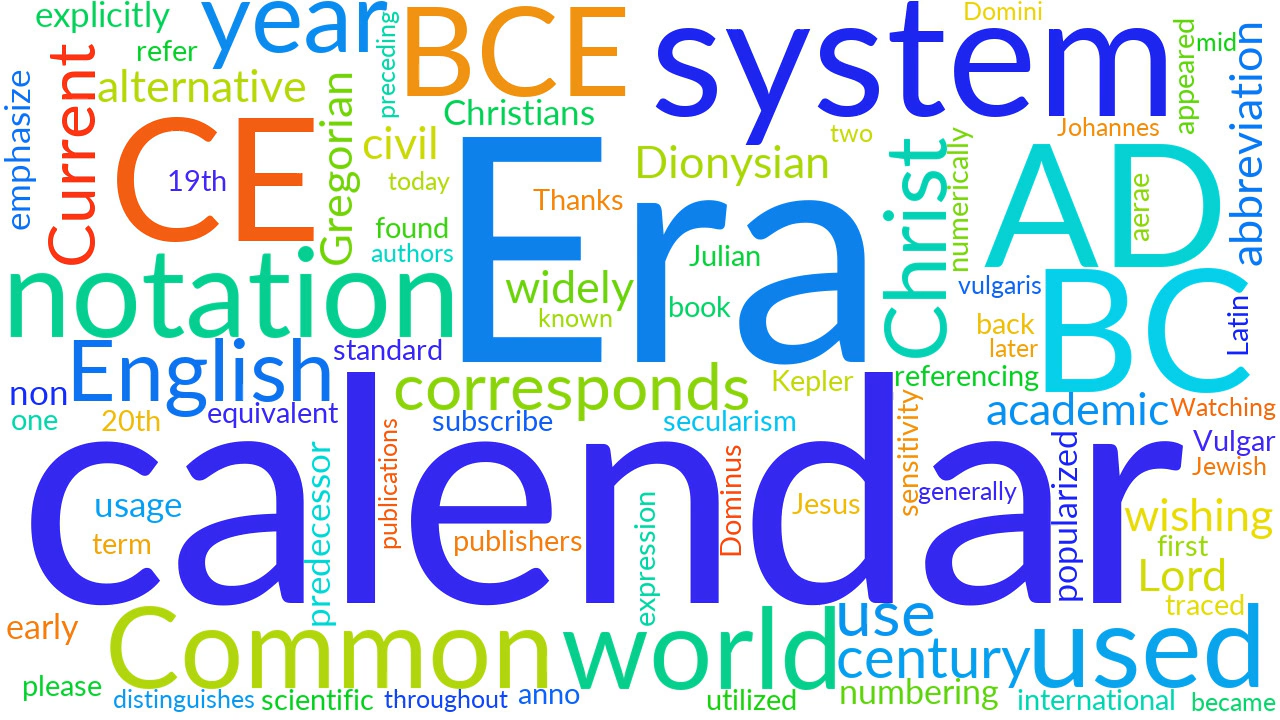 explicitly
year
preceding
BCE
system
Domini
appeared
mid
abbreviation
refer
Current
alternative
emphasize
CE
19th
Gregorian
Christians
civil
today
two
Johannes
Dionysian
Christ
numerically
AD
aerae
found
authors
Era
Thanks
Julian
widely
known
book
notation
vulgaris
BC
Latin
back
later
English
standard
corresponds
Kepler
referencing
non
one
20th
equivalent
subscribe
secularism
academic
Watching
Vulgar
Jewish
calendar
usage
term
predecessor
publications
publishers
expression
Dominus
Jesus
sensitivity
generally
popularized
wishing
first
Lord
traced
early
Common
world
use
century
used
please
distinguishes
scientific
throughout
anno
utilized
numbering
international
became